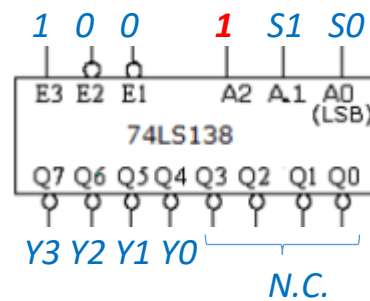 1 0 0 1 S1 S0
E3 E2 E1 A2 A.1 A0
(LSB)
74LS138
Q7 Q6 Q5 Q4 Q3 Q2 Q1 Q0
Y3 Y2 Y1 Y0
N.C.